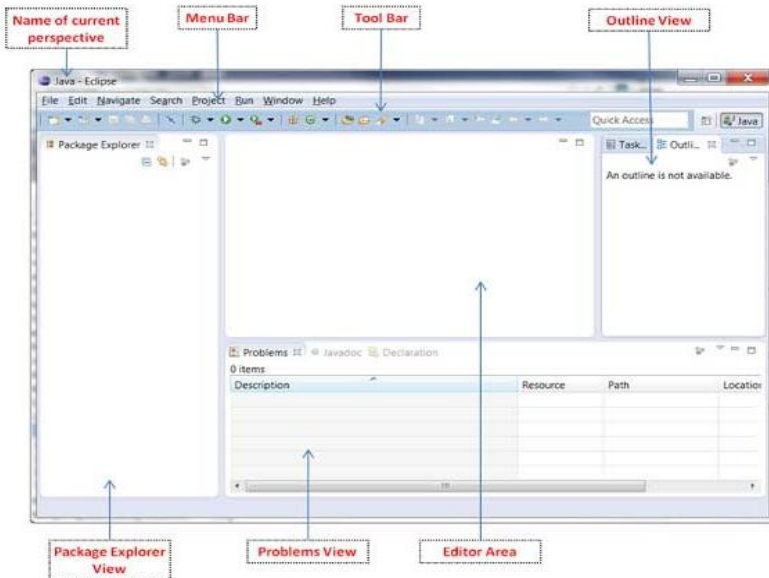 Name of current
perspective
Menu Bar
Tool Bar
Outline View
Java - Eclipse
File Edit Navigate Search Project Run Window Help
Quick Access
Java
Package Explorer
Task..
Outli...
An outline is not available.
Problems
Javadoc
Declaration
0 items
Description
Resource
Path
Location
Package Explorer
View
Problems View
Editor Area